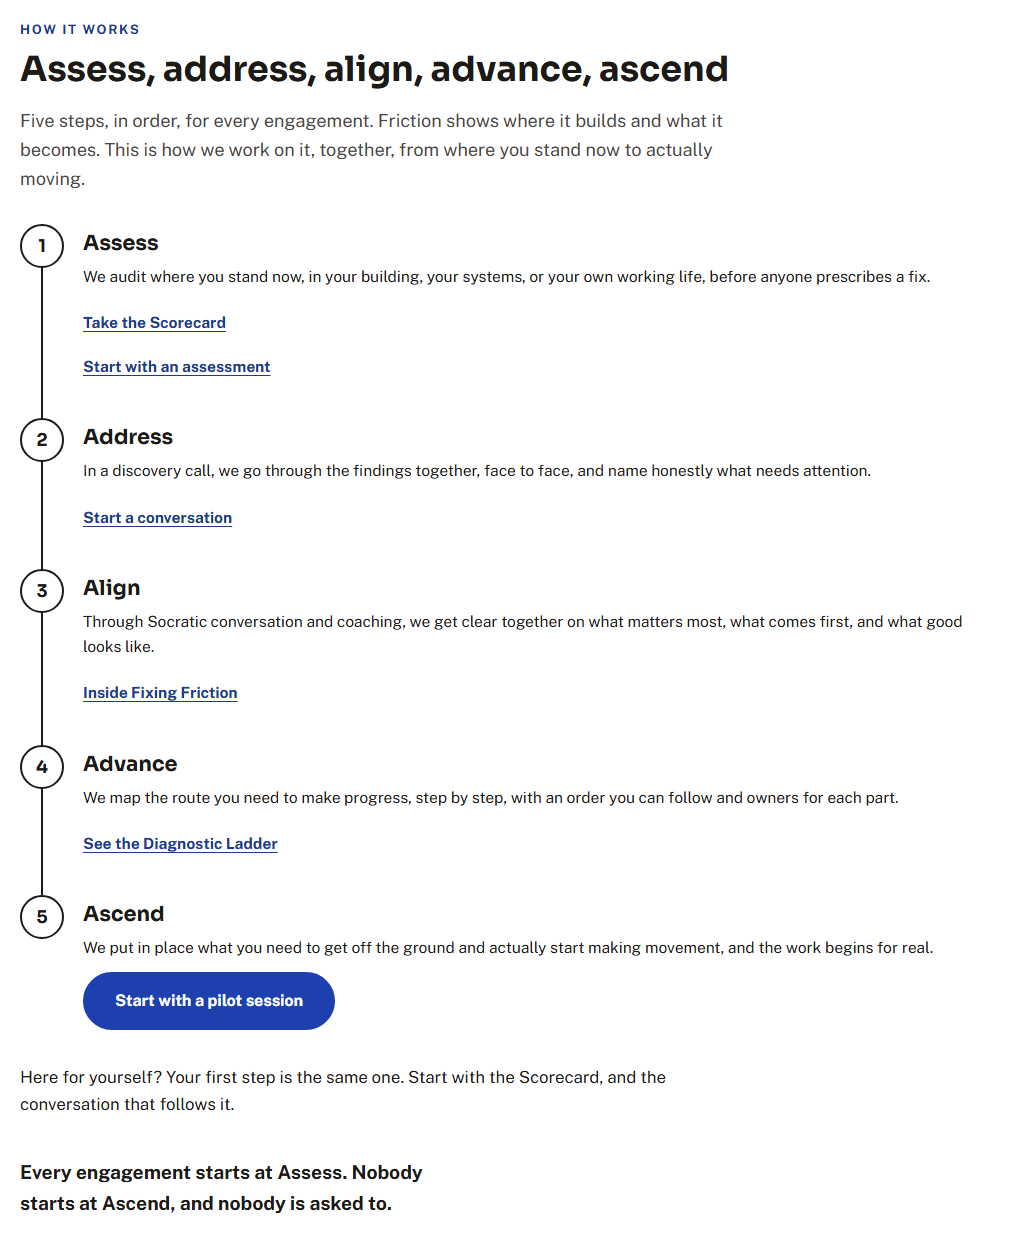 HOW IT WORKS
Assess, address, align, advance, ascend
Five steps, in order, for every engagement. Friction shows where it builds and what it
becomes. This is how we work on it, together, from where you stand now to actually
moving.
1
Assess
We audit where you stand now, in your building, your systems, or your own working life, before anyone prescribes a fix.
Take the Scorecard
Start with an assessment
2
Address
In a discovery call, we go through the findings together, face to face, and name honestly what needs attention.
Start a conversation
3
Align
Through Socratic conversation and coaching, we get clear together on what matters most, what comes first, and what good
looks like.
Inside Fixing Friction
4
Advance
We map the route you need to make progress, step by step, with an order you can follow and owners for each part.
See the Diagnostic Ladder
5
Ascend
We put in place what you need to get off the ground and actually start making movement, and the work begins for real.
Start with a pilot session
Here for yourself? Your first step is the same one. Start with the Scorecard, and the
conversation that follows it.
Every engagement starts at Assess. Nobody
starts at Ascend, and nobody is asked to.